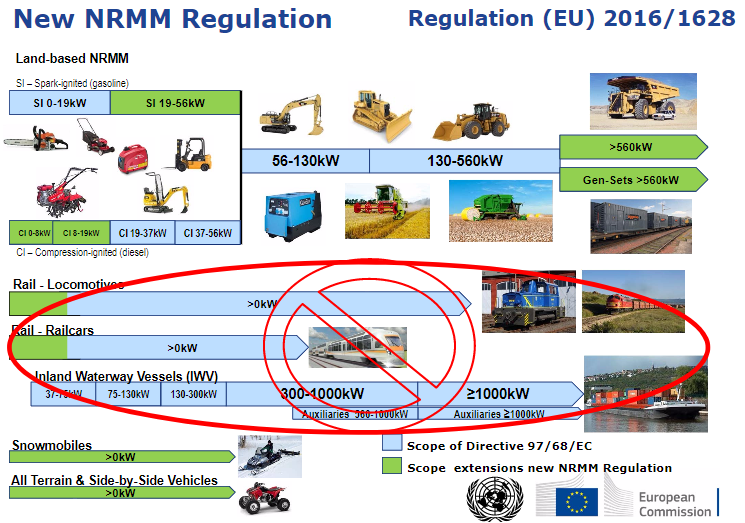 New NRMM Regulation
Regulation (EU) 2016/1628
Land-based NRMM
SI – Spark-ignited (gasoline)
SI 0-19kW
SI 19-56kW
56-130kW
130-560kW
>560kW
Gen-Sets >560kW
CI 0-8kW
CI 8-19kW
CI 19-37kW
CI 37-56kW
CI – Compression-ignited (diesel)
Rail - Locomotives
>0kW
Rail - Railcars
>0kW
Inland Waterway Vessels (IWV)
37-75kW
75-130kW
130-300kW
300-1000kW
≥1000kW
Auxiliaries 560-1000kW
Auxiliaries ≥1000kW
Snowmobiles
>0kW
All Terrain & Side-by-Side Vehicles
>0kW
Scope of Directive 97/68/EC
Scope extensions new NRMM Regulation
European
Commission